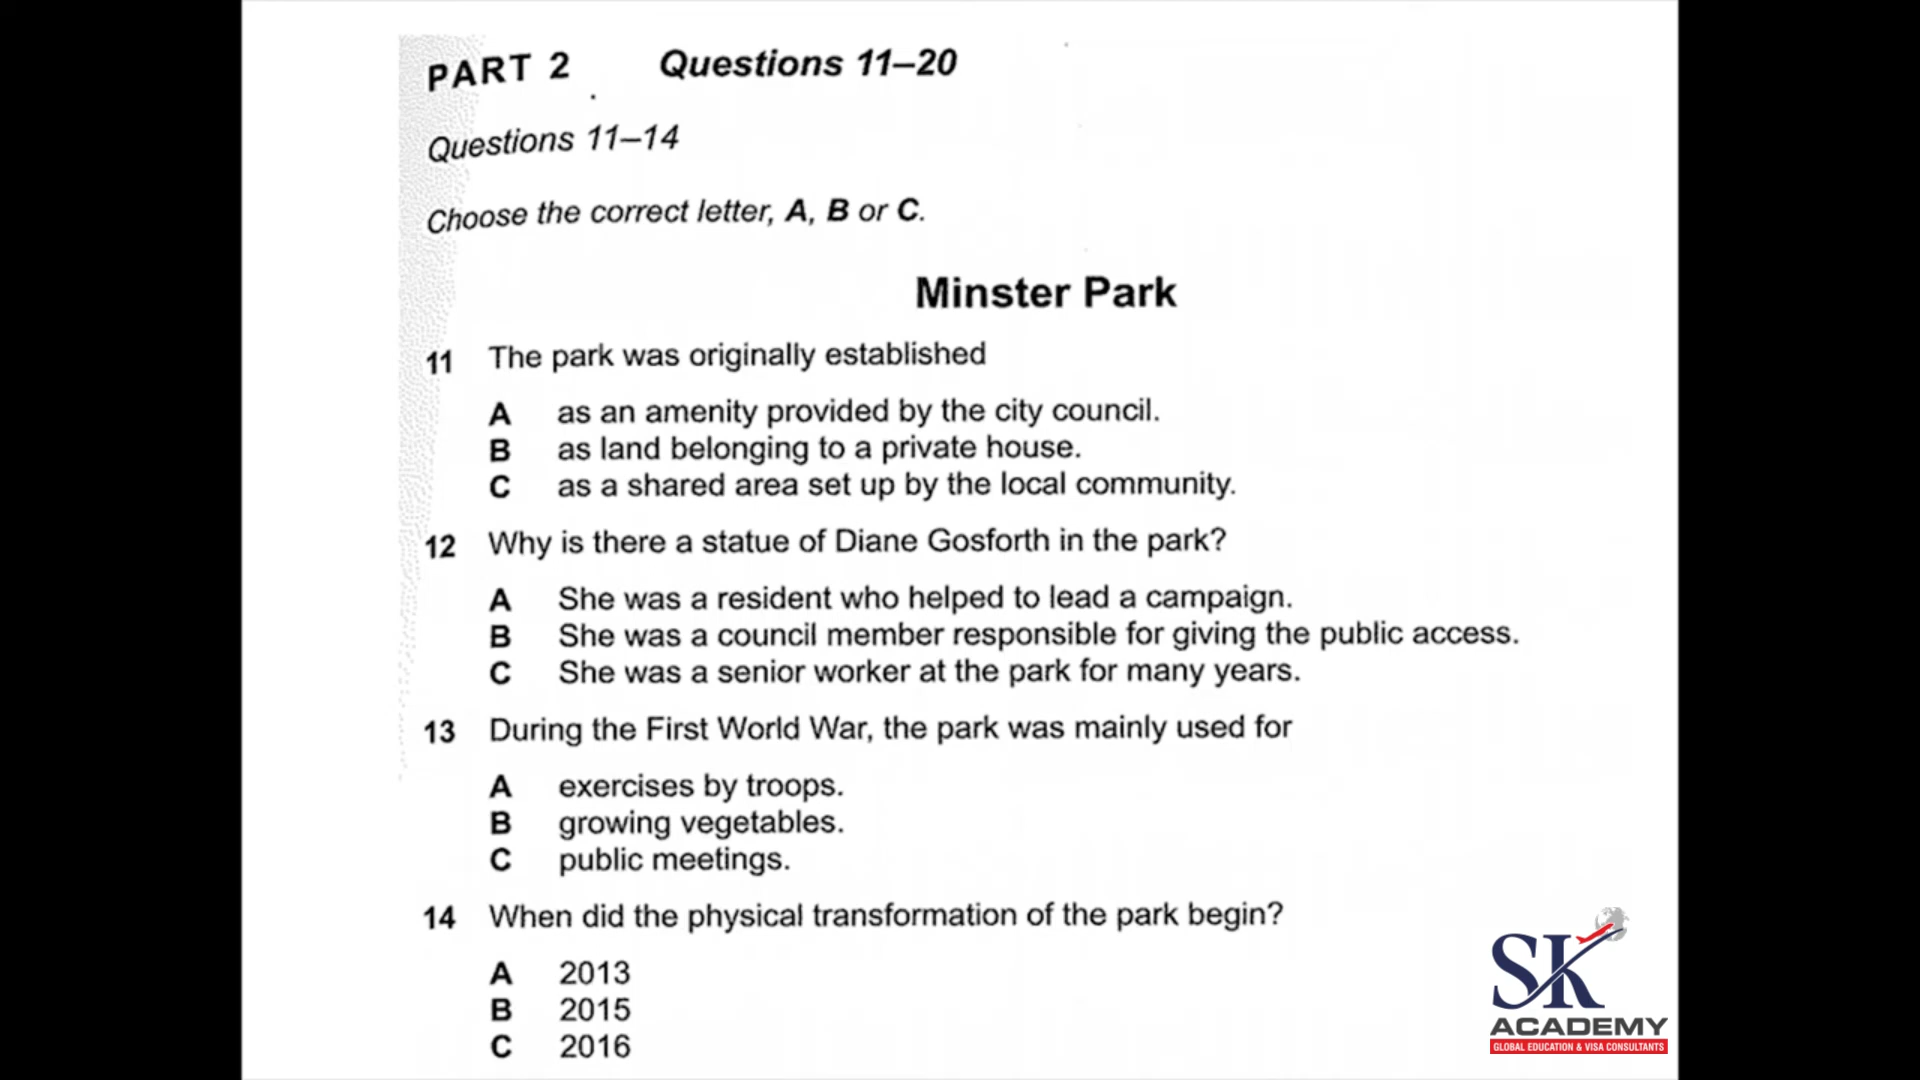 PART 2 Questions 11–20
Questions 11–14
Choose the correct letter, A, B or C.
Minster Park
11 The park was originally established
A as an amenity provided by the city council.
B as land belonging to a private house.
C as a shared area set up by the local community.
12 Why is there a statue of Diane Gosforth in the park?
A She was a resident who helped to lead a campaign.
B She was a council member responsible for giving the public access.
C She was a senior worker at the park for many years.
13 During the First World War, the park was mainly used for
A exercises by troops.
B growing vegetables.
C public meetings.
14 When did the physical transformation of the park begin?
A 2013
B 2015
C 2016
SK
ACADEMY
GLOBAL EDUCATION & VISA CONSULTANTS